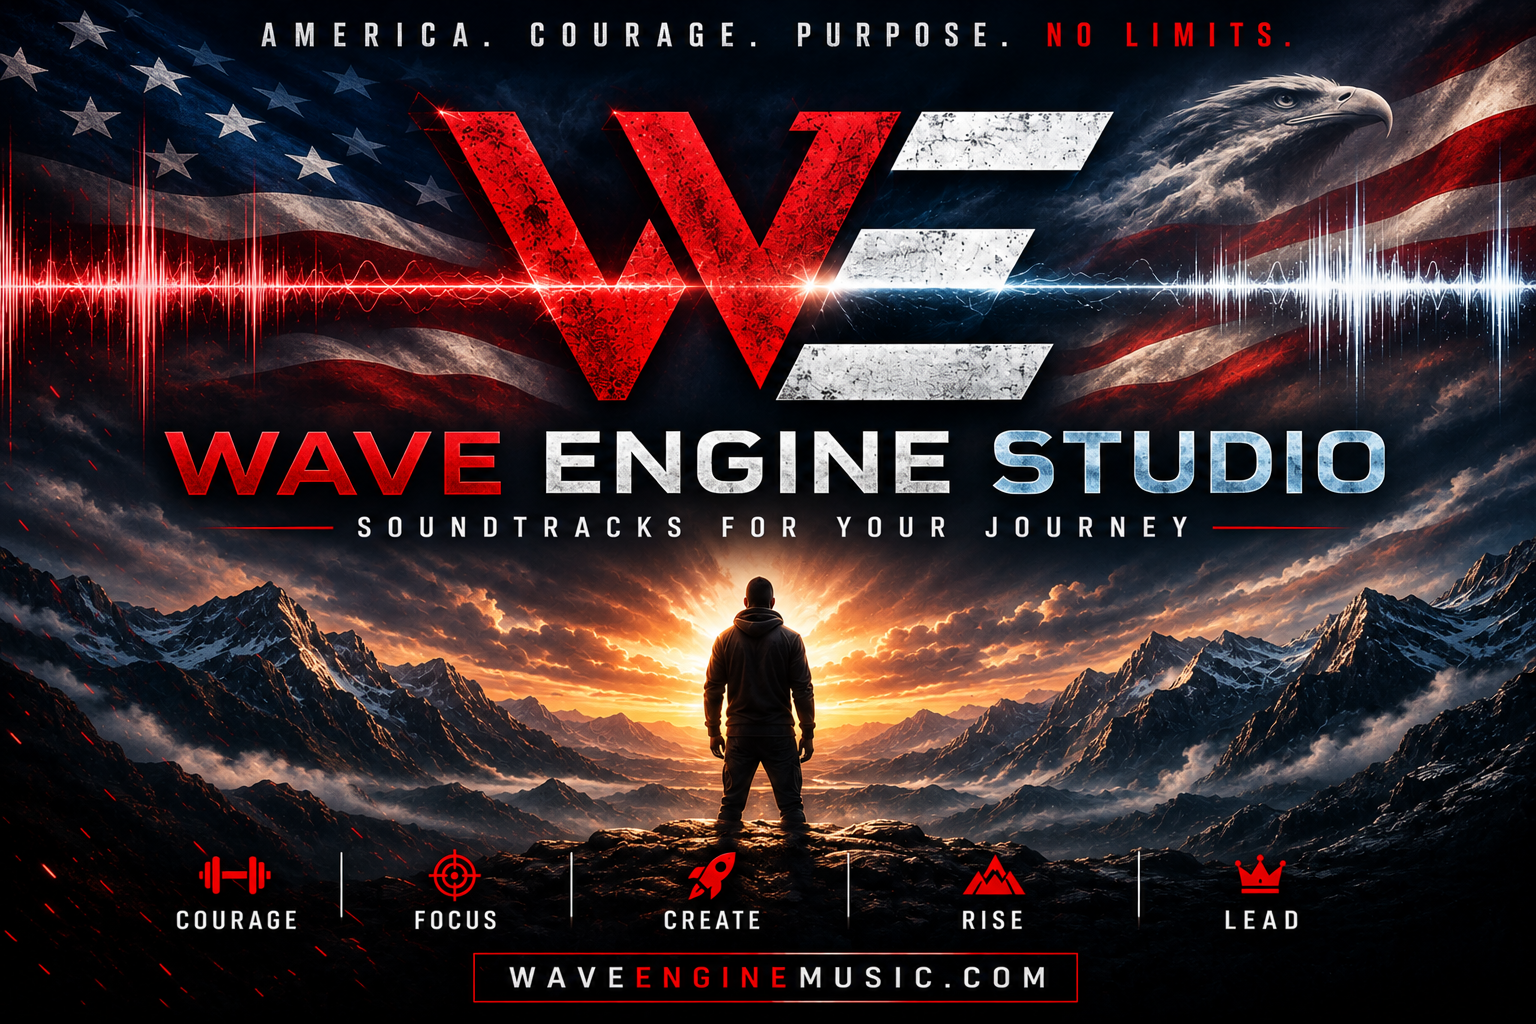 AMERICA. COURAGE. PURPOSE. NO LIMITS.
WE
WAVE ENGINE STUDIO
SOUNDTRACKS FOR YOUR JOURNEY
COURAGE
FOCUS
CREATE
RISE
LEAD
WAVEENGINEMUSIC.COM